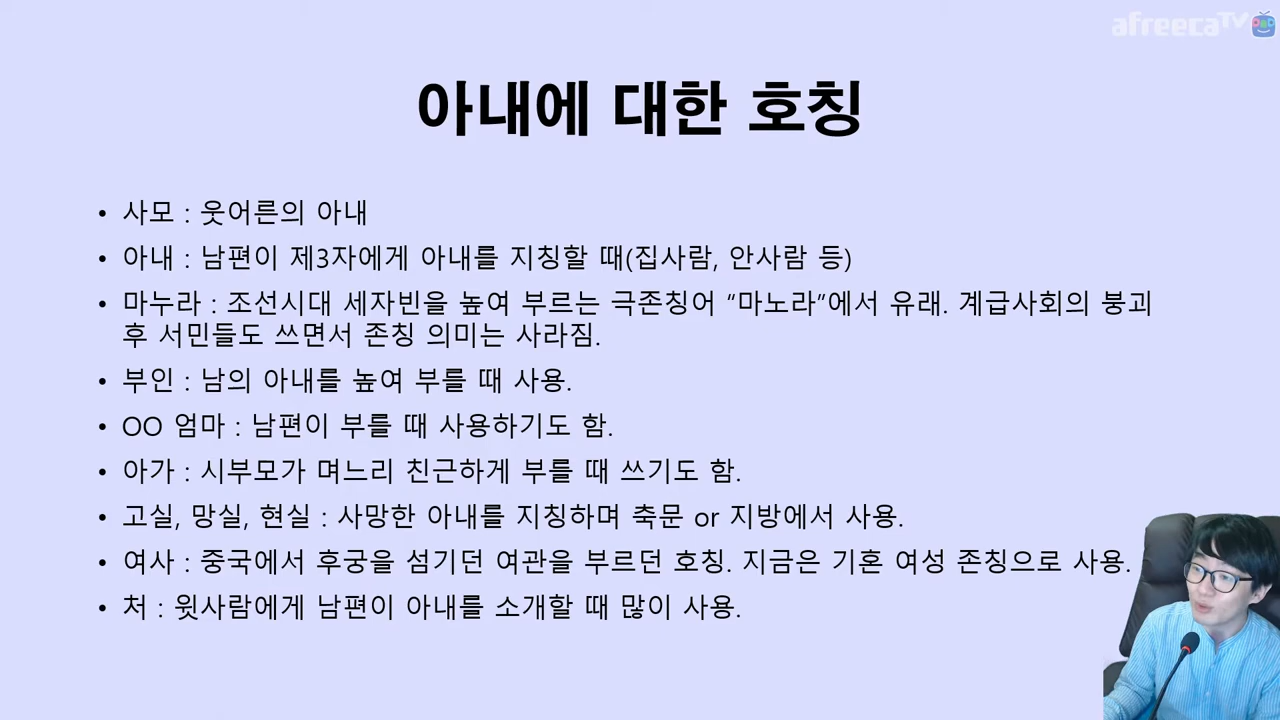 afreecaTV
아내에 대한 호칭
• 사모 : 웃어른의 아내
• 아내 : 남편이 제3자에게 아내를 지칭할 때(집사람, 안사람 등)
• 마누라 : 조선시대 세자빈을 높여 부르는 극존칭어 “마노라”에서 유래. 계급사회의 붕괴
후 서민들도 쓰면서 존칭 의미는 사라짐.
• 부인 : 남의 아내를 높여 부를 때 사용.
• OO 엄마 : 남편이 부를 때 사용하기도 함.
• 아가 : 시부모가 며느리 친근하게 부를 때 쓰기도 함.
• 고실, 망실, 현실 : 사망한 아내를 지칭하며 축문 or 지방에서 사용.
• 여사 : 중국에서 후궁을 섬기던 여관을 부르던 호칭. 지금은 기혼 여성 존칭으로 사용.
• 처 : 윗사람에게 남편이 아내를 소개할 때 많이 사용.